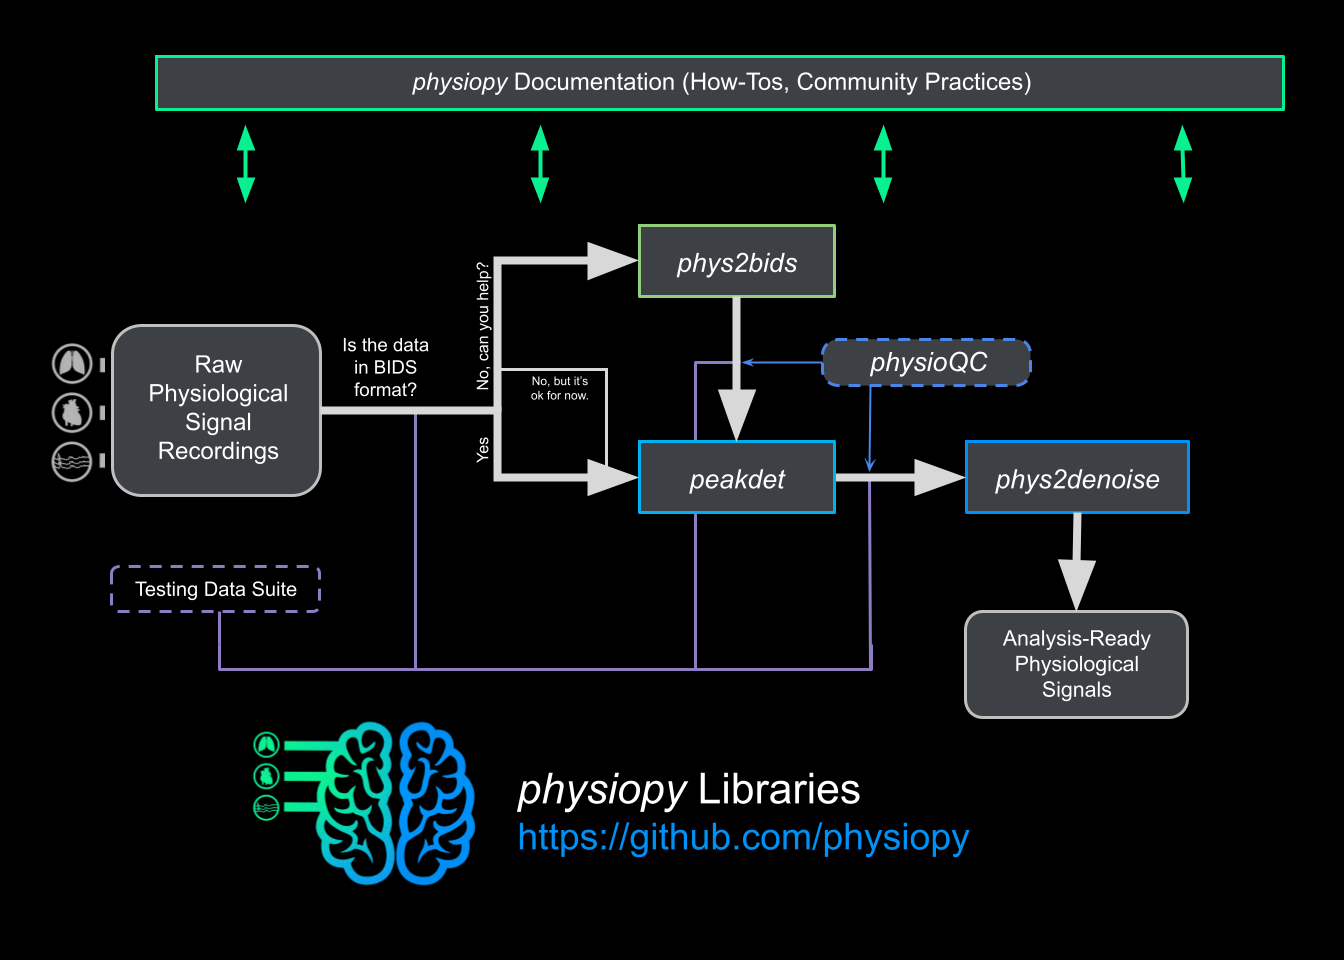 physiopy Documentation (How-Tos, Community Practices)
phys2bids
No, can you help?
Raw
Physiological
Signal
Recordings
Is the data
in BIDS
format?
No, but it's
ok for now.
Yes
physioQC
peakdet
phys2denoise
Testing Data Suite
Analysis-Ready
Physiological
Signals
physiopy Libraries
https://github.com/physiopy